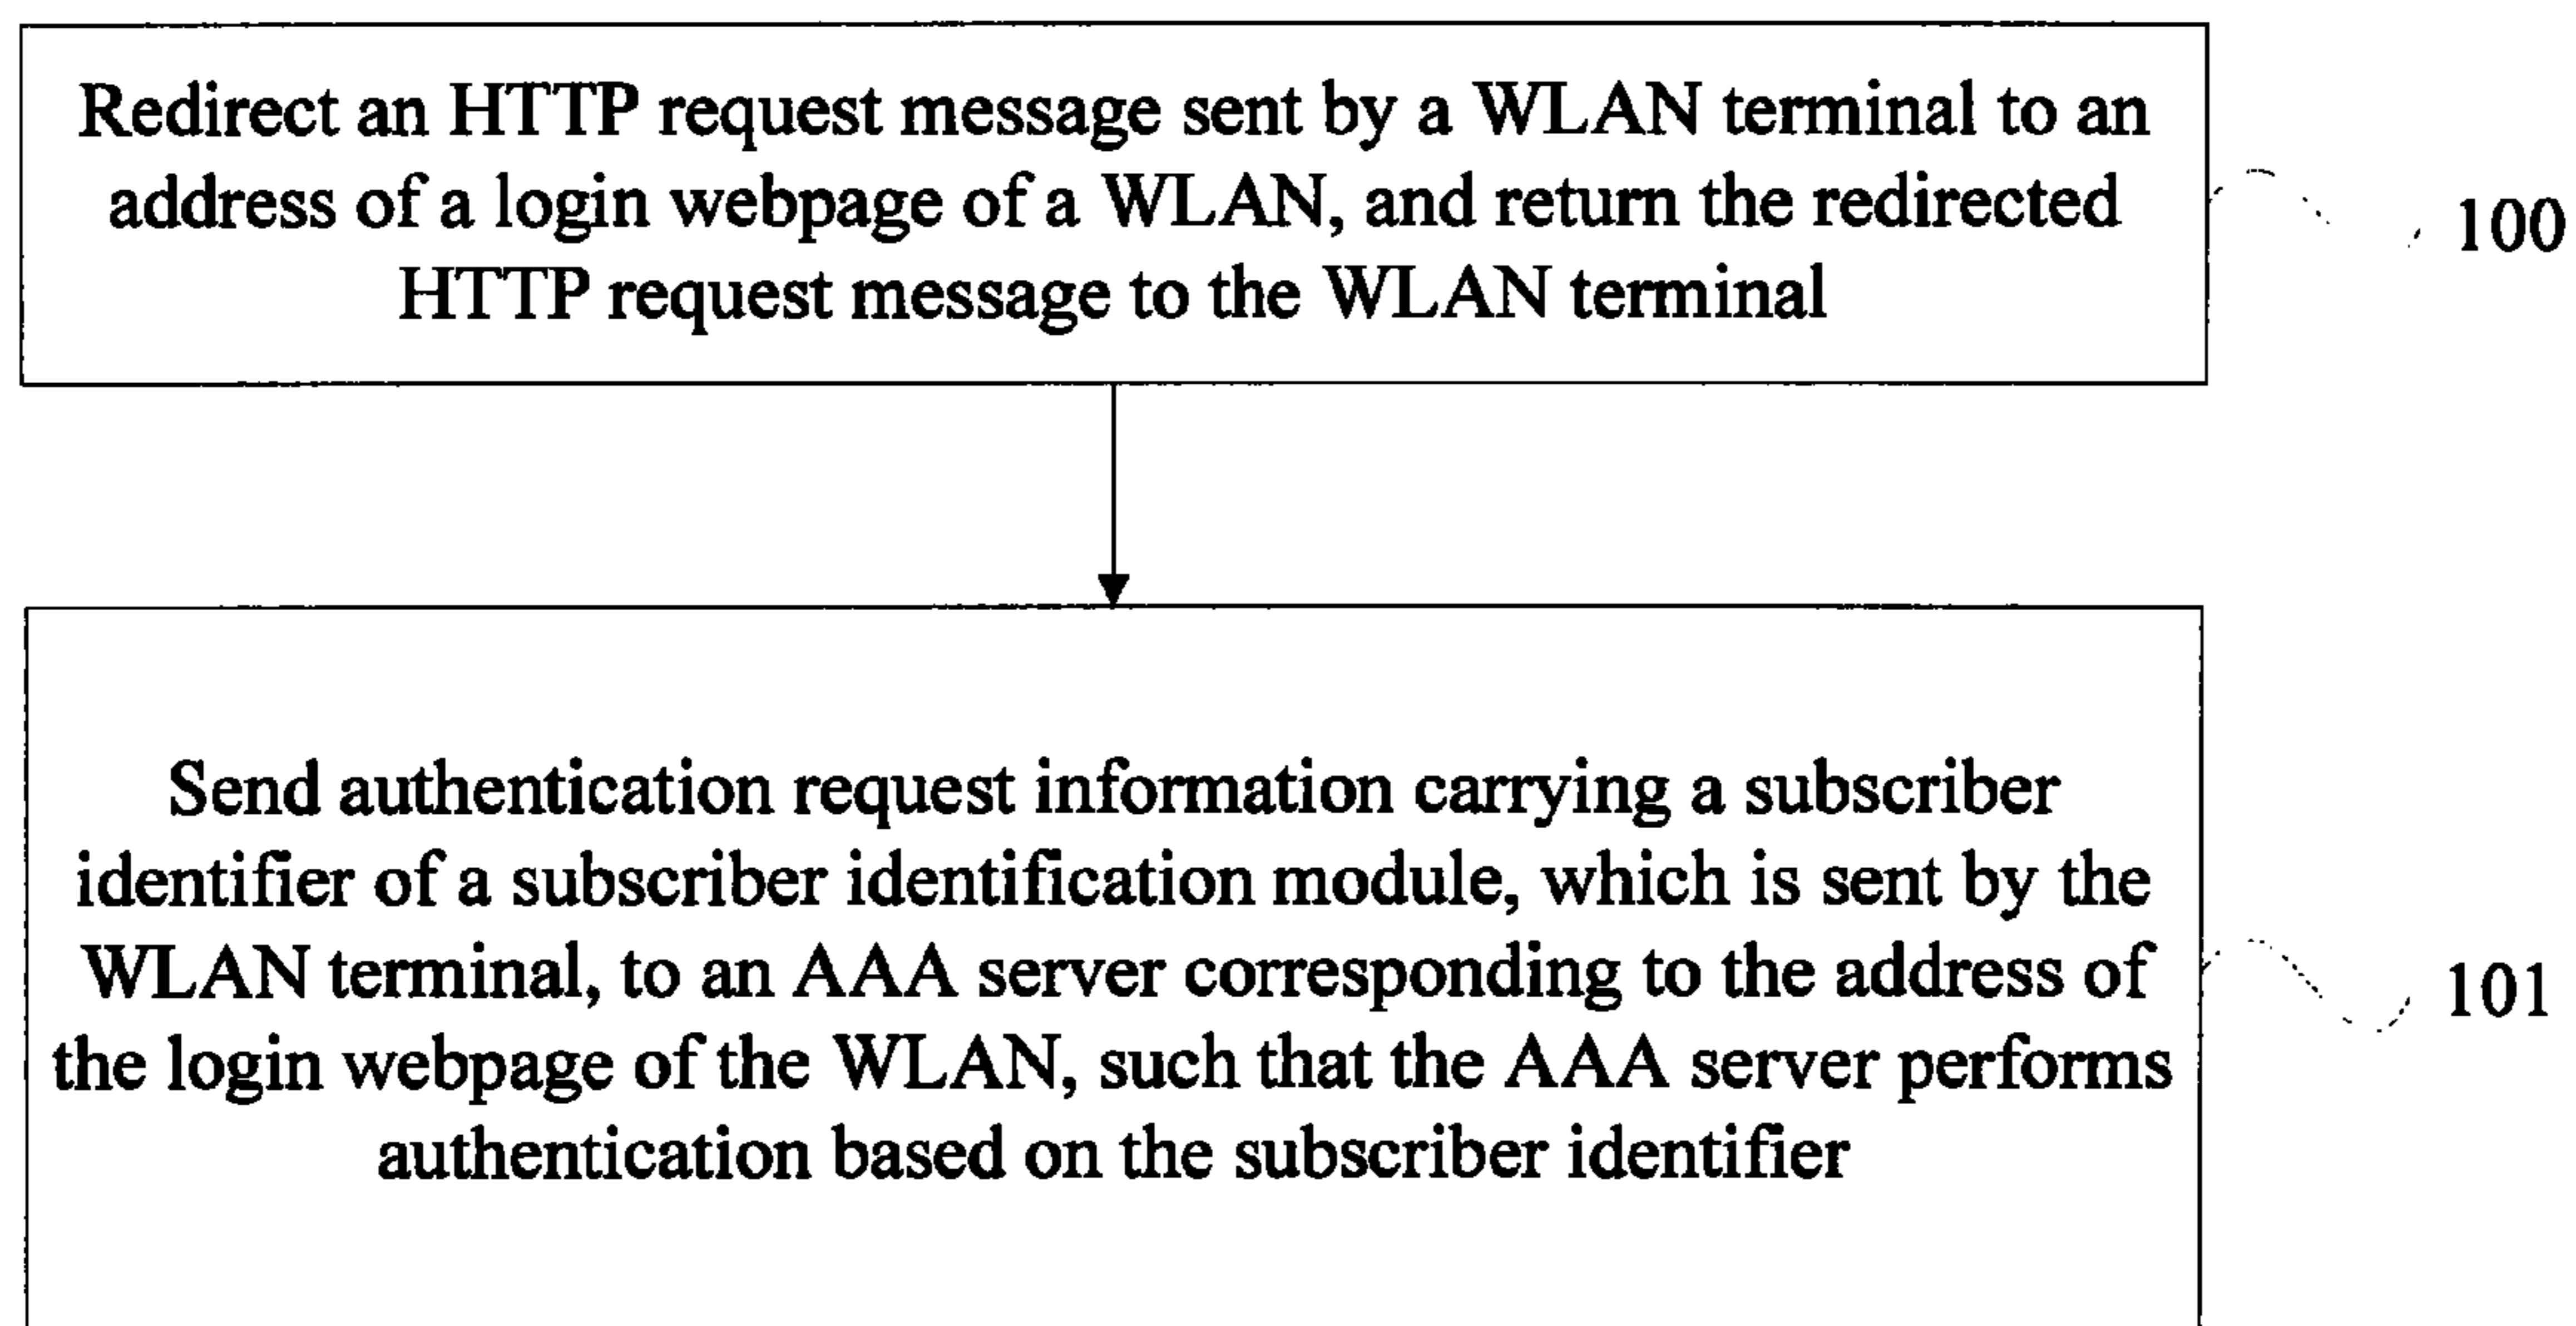 Redirect an HTTP request message sent by a WLAN terminal to an
address of a login webpage of a WLAN, and return the redirected
HTTP request message to the WLAN terminal
100
Send authentication request information carrying a subscriber
identifier of a subscriber identification module, which is sent by the
WLAN terminal, to an AAA server corresponding to the address of
the login webpage of the WLAN, such that the AAA server performs
authentication based on the subscriber identifier
101